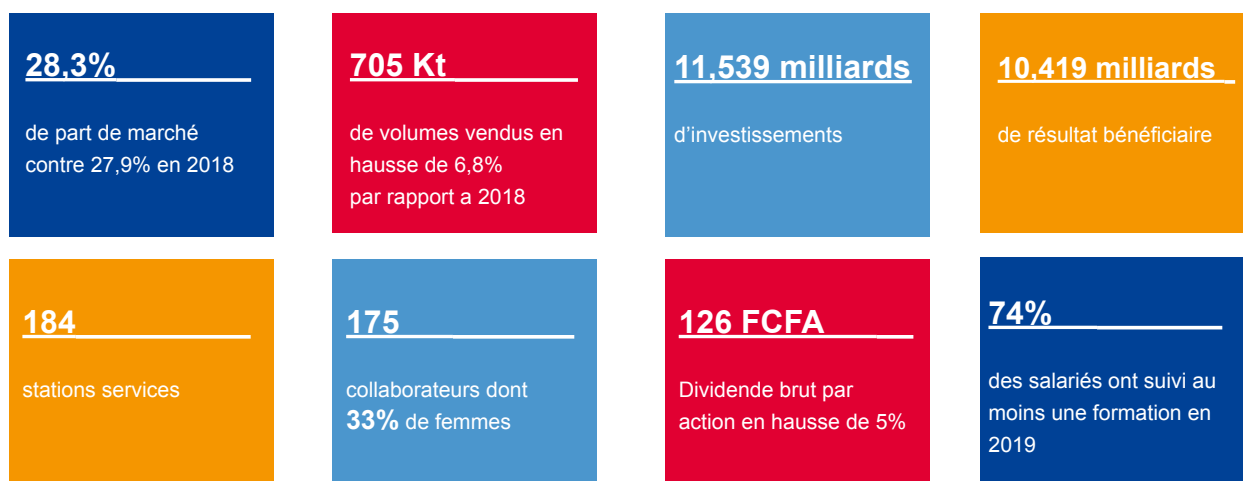 28,3%
de part de marché
contre 27,9% en 2018
705 Kt
de volumes vendus en
hausse de 6,8%
par rapport a 2018
11,539 milliards
d'investissements
10,419 milliards
de résultat bénéficiaire
184
stations services
175
collaborateurs dont
33% de femmes
126 FCFA
Dividende brut par
action en hausse de 5%
74%
des salariés ont suivi au
moins une formation en
2019